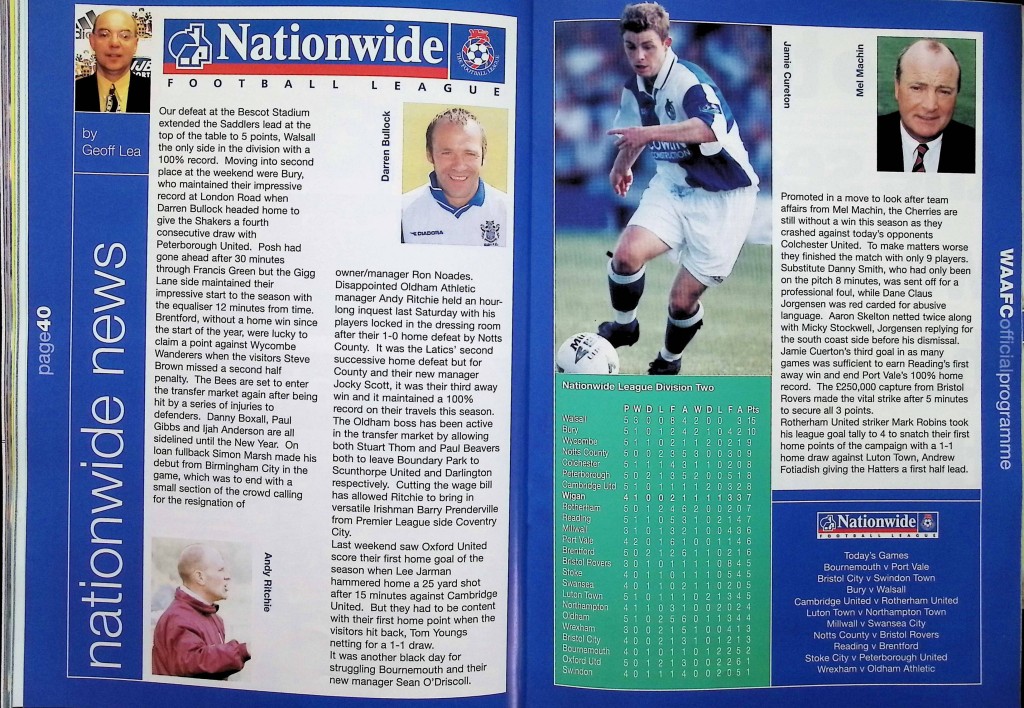 by
Geoff Lea
nationwide news
page40
Nationwide
THE FOOTBALL LEAGUE
FOOTBALL LEAGUE
Our defeat at the Bescot Stadium
extended the Saddlers lead at the
top of the table to 5 points, Walsall
the only side in the division with a
100% record. Moving into second
place at the weekend were Bury,
who maintained their impressive
record at London Road when
Darren Bullock headed home to
give the Shakers a fourth
consecutive draw with
Peterborough United. Posh had
gone ahead after 30 minutes
through Francis Green but the Gigg
Lane side maintained their
impressive start to the season with
the equaliser 12 minutes from time.
Brentford, without a home win since
the start of the year, were lucky to
claim a point against Wycombe
Wanderers when the visitors Steve
Brown missed a second half
penalty. The Bees are set to enter
the transfer market again after being
hit by a series of injuries to
defenders. Danny Boxall, Paul
Gibbs and Ijah Anderson are all
sidelined until the New Year. On
loan fullback Simon Marsh made his
debut from Birmingham City in the
game, which was to end with a
small section of the crowd calling
for the resignation of
Andy Ritchie
Darren Bullock
DIADORA
owner/manager Ron Noades.
Disappointed Oldham Athletic
manager Andy Ritchie held an hour-
long inquest last Saturday with his
players locked in the dressing room
after their 1-0 home defeat by Notts
County. It was the Latics' second
successive home defeat but for
County and their new manager
Jocky Scott, it was their third away
win and it maintained a 100%
record on their travels this season.
The Oldham boss has been active
in the transfer market by allowing
both Stuart Thom and Paul Beavers
both to leave Boundary Park to
Scunthorpe United and Darlington
respectively. Cutting the wage bill
has allowed Ritchie to bring in
versatile Irishman Barry Prenderville
from Premier League side Coventry
City.
Last weekend saw Oxford United
score their first home goal of the
season when Lee Jarman
hammered home a 25 yard shot
after 15 minutes against Cambridge
United. But they had to be content
with their first point when the
visitors hit back, Tom Youngs
netting for a 1-1 draw.
It was another black day for
struggling Bournemouth and their
new manager Sean O'Driscoll.
Jamie Cureton
Mel Machin
CONSTRUCTION
Nationwide League Division Two
P W D L F A W D L F A Pts
Walsall
Bury
Wycombe
Notts County
Colchester
Peterborough
Cambridge Utd
Wigan
Rotherham
Reading
Millwall
Port Vale
Brentford
Bristol Rovers
Stoke
Swansea
Luton Town
Northampton
Oldham
Wrexham
Bristol City
Bournemouth
Oxford Utd
Swindon
Promoted in a move to look after team
affairs from Mel Machin, the Cherries are
still without a win this season as they
crashed against today's opponents
Colchester United. To make matters worse
they finished the match with only 9 players.
Substitute Danny Smith, who had only been
on the pitch 8 minutes, was sent off for a
professional foul, while Dane Claus
Jorgensen was red carded for abusive
language. Aaron Skelton netted twice along
with Micky Stockwell, Jorgensen replying for
the south coast side before his dismissal.
Jamie Cuerton's third goal in as many
games was sufficient to earn Reading's first
away win and end Port Vale's 100% home
record. The £250,000 capture from Bristol
Rovers made the vital strike after 5 minutes
to secure all 3 points.
Rotherham United striker Mark Robins took
his league goal tally to 4 to snatch their first
home points of the campaign with a 1-1
home draw against Luton Town, Andrew
Fotiadish giving the Hatters a first half lead.
Nationwide
FOOTBALL LEAGUE
Today's Games
Bournemouth v Port Vale
Bristol City v Swindon Town
Bury v Walsall
Cambridge United v Rotherham United
Luton Town v Northampton Town
Millwall v Swansea City
Notts County v Bristol Rovers
Reading v Brentford
Stoke City v Peterborough United
Wrexham v Oldham Athletic
WAAFCofficialprogramme